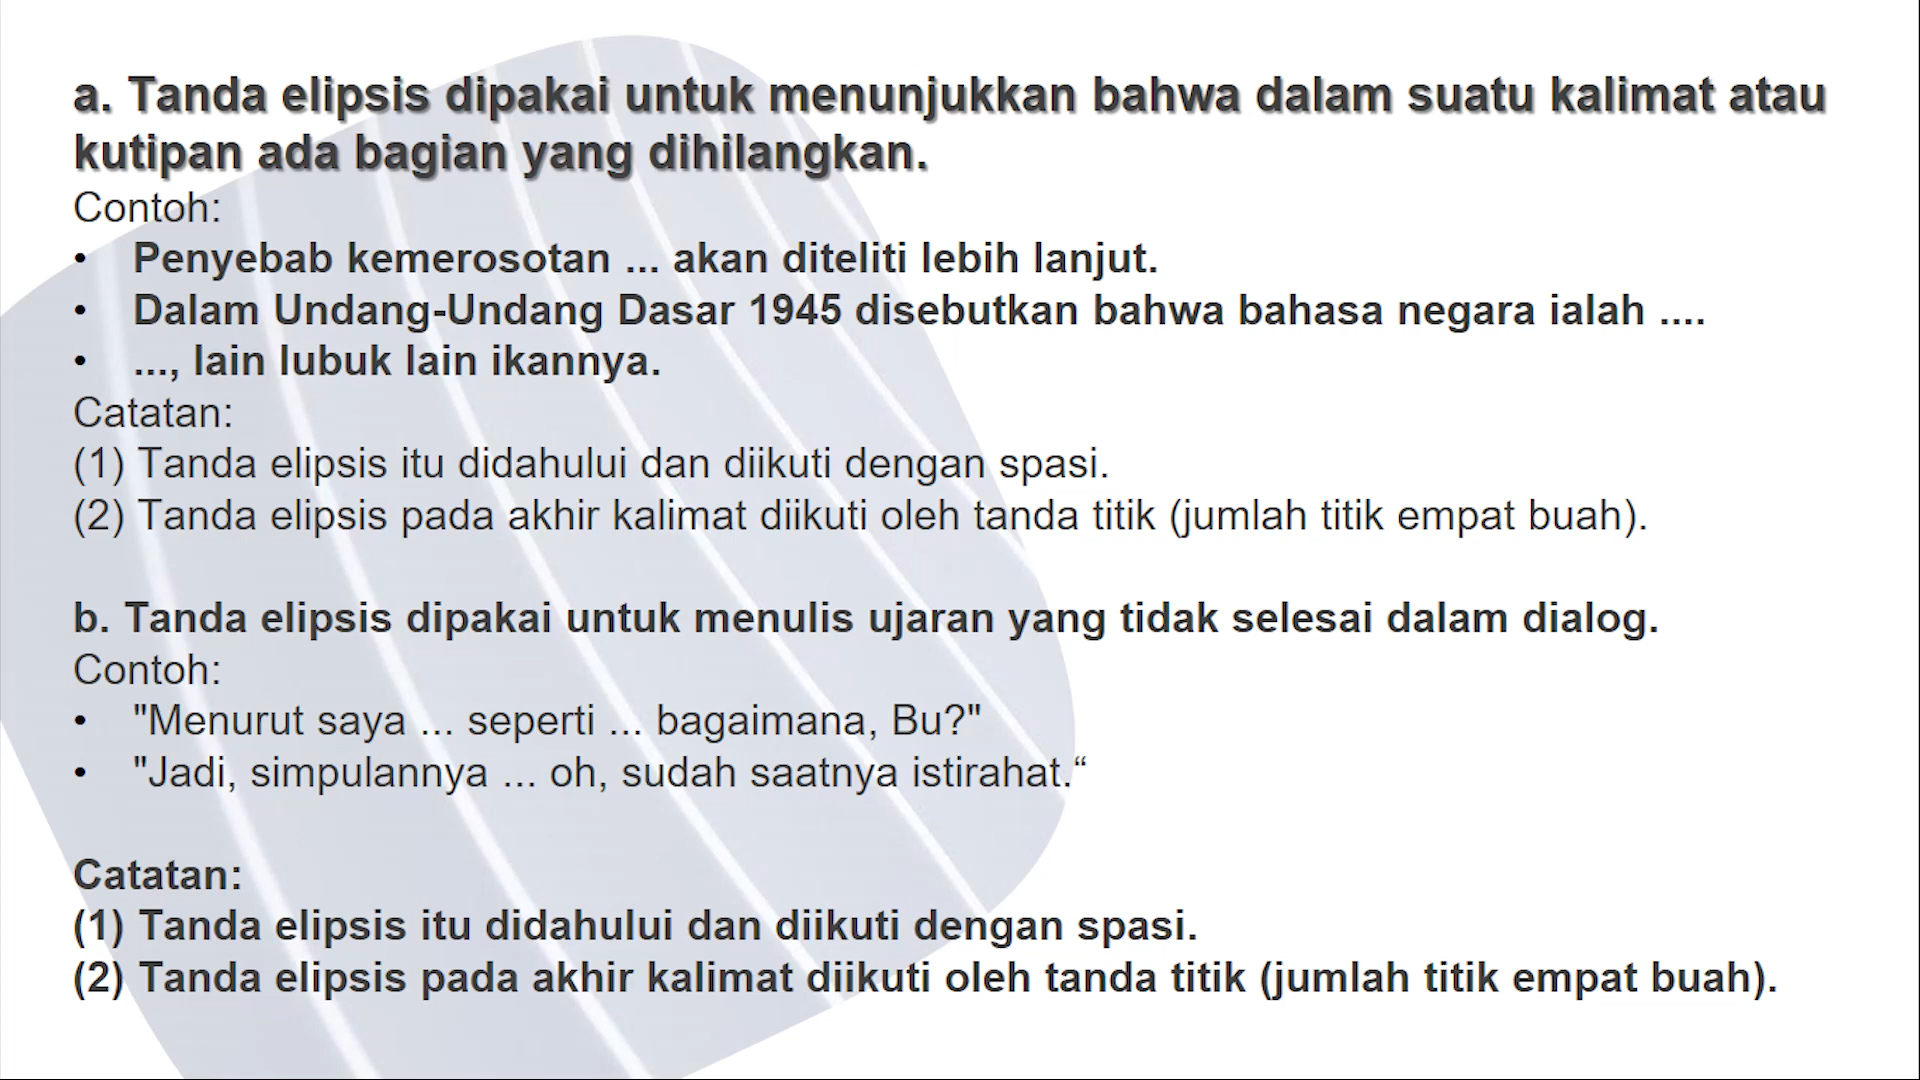 a. Tanda elipsis dipakai untuk menunjukkan bahwa dalam suatu kalimat atau
kutipan ada bagian yang dihilangkan.
Contoh:
• Penyebab kemerosotan ... akan diteliti lebih lanjut.
• Dalam Undang-Undang Dasar 1945 disebutkan bahwa bahasa negara ialah ....
• ..., lain lubuk lain ikannya.
Catatan:
(1) Tanda elipsis itu didahului dan diikuti dengan spasi.
(2) Tanda elipsis pada akhir kalimat diikuti oleh tanda titik (jumlah titik empat buah).
b. Tanda elipsis dipakai untuk menulis ujaran yang tidak selesai dalam dialog.
Contoh:
• "Menurut saya ... seperti ... bagaimana, Bu?"
• "Jadi, simpulannya ... oh, sudah saatnya istirahat.“
Catatan:
(1) Tanda elipsis itu didahului dan diikuti dengan spasi.
(2) Tanda elipsis pada akhir kalimat diikuti oleh tanda titik (jumlah titik empat buah).